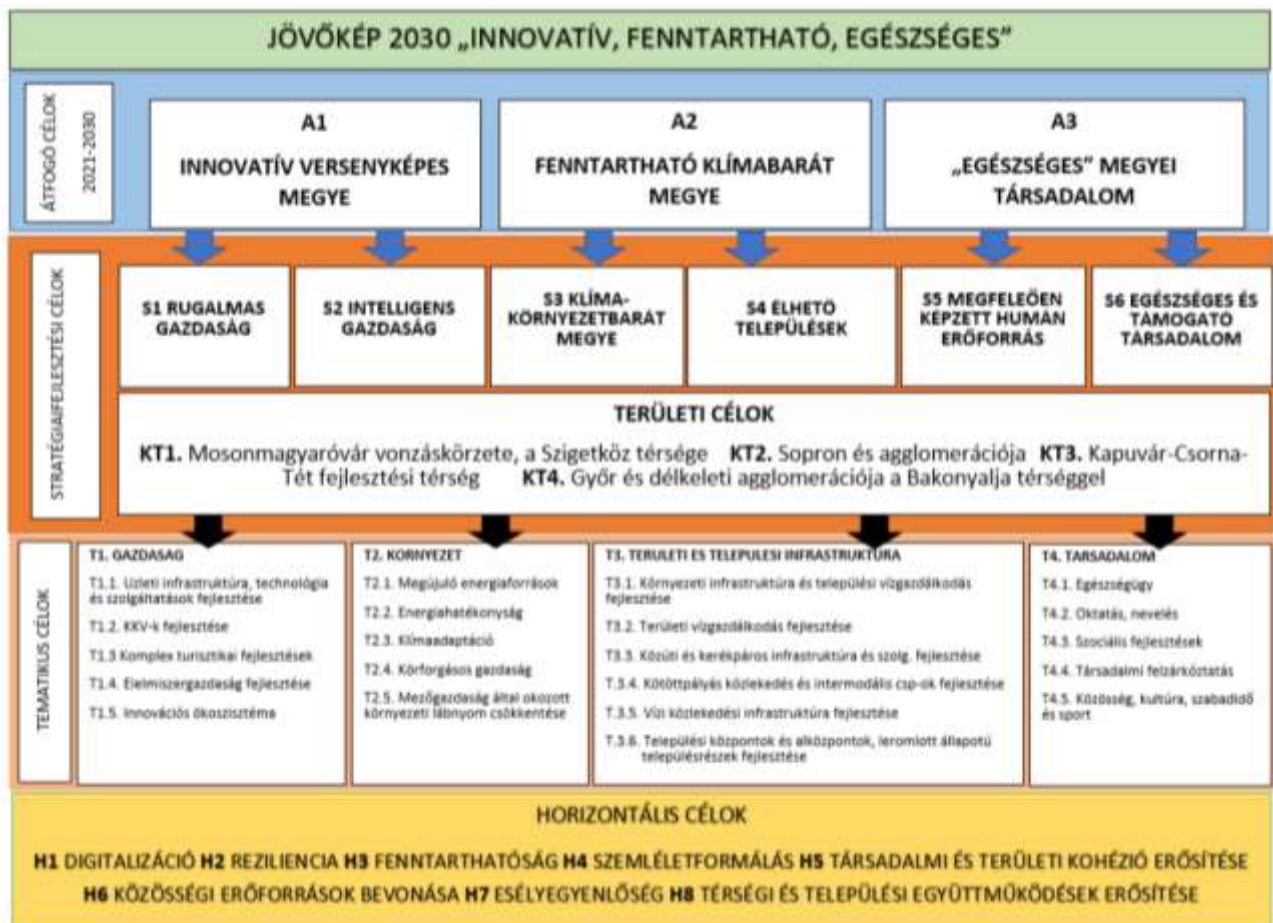 JÖVŐKÉP 2030 „INNOVATÍV, FENNTARTHATÓ, EGÉSZSÉGES”
ÁTFOGÓ CÉLOK
2021-2030
A1
INNOVATÍV VERSENYKÉPES
MEGYE
A2
FENNTARTHATÓ KLÍMABARÁT
MEGYE
A3
„EGÉSZSÉGES” MEGYEI
TÁRSADALOM
STRATÉGIAIFEJLESZTÉSI CÉLOK
S1 RUGALMAS
GAZDASÁG
S2 INTELLIGENS
GAZDASÁG
S3 KLÍMA-
KÖRNYEZETBARÁT
MEGYE
S4 ÉLHETŐ
TELEPÜLÉSEK
S5 MEGFELEŐEN
KÉPZETT HUMÁN
ERŐFORRÁS
S6 EGÉSZSÉGES ÉS
TÁMOGATÓ
TÁRSADALOM
TERÜLETI CÉLOK
KT1. Mosonmagyaróvár vonzáskörzete, a Szigetköz térsége KT2. Sopron és agglomerációja KT3. Kapuvár-Csorna-
Tét fejlesztési térség KT4. Győr és délkeleti agglomerációja a Bakonyalja térséggel
TEMATIKUS CÉLOK
T1. GAZDASÁG
T1.1. Üzleti infrastruktúra, technológia
és szolgáltatások fejlesztése
T1.2. KKV-k fejlesztése
T1.3 Komplex turisztikai fejlesztések
T1.4. Élelmiszergazdaság fejlesztése
T1.5. Innovációs ökoszisztéma
T2. KÖRNYEZET
T2.1. Megújuló energiaforrások
T2.2. Energiahatékonyság
T2.3. Klímaadaptáció
T2.4. Körforgásos gazdaság
T2.5. Mezőgazdaság által okozott
környezeti lábnyom csökkentése
T3. TERÜLETI ÉS TELEPÜLÉSI INFRASTRUKTÚRA
T3.1. Környezeti infrastruktúra és települési vízgazdálkodás
fejlesztése
T3.2. Területi vízgazdálkodás fejlesztése
T3.3. Közúti és kerékpáros infrastruktúra és szolg. fejlesztése
T.3.4. Kötöttpályás közlekedés és intermodális csp-ok fejlesztése
T.3.5. Vízi közlekedési infrastruktúra fejlesztése
T.3.6. Települési központok és alközpontok, leromlott állapotú
településrészek fejlesztése
T4. TÁRSADALOM
T4.1. Egészségügy
T4.2. Oktatás, nevelés
T4.3. Szociális fejlesztések
T4.4. Társadalmi felzárkóztatás
T4.5. Közösség, kultúra, szabadidő
és sport
HORIZONTÁLIS CÉLOK
H1 DIGITALIZÁCIÓ H2 REZILIENCIA H3 FENNTARTHATÓSÁG H4 SZEMLÉLETFORMÁLÁS H5 TÁRSADALMI ÉS TERÜLETI KOHÉZIÓ ERŐSÍTÉSE
H6 KÖZÖSSÉGI ERŐFORRÁSOK BEVONÁSA H7 ESÉLYEGYENLŐSÉG H8 TÉRSÉGI ÉS TELEPÜLÉSI EGYÜTTMŰKÖDÉSEK ERŐSÍTÉSE